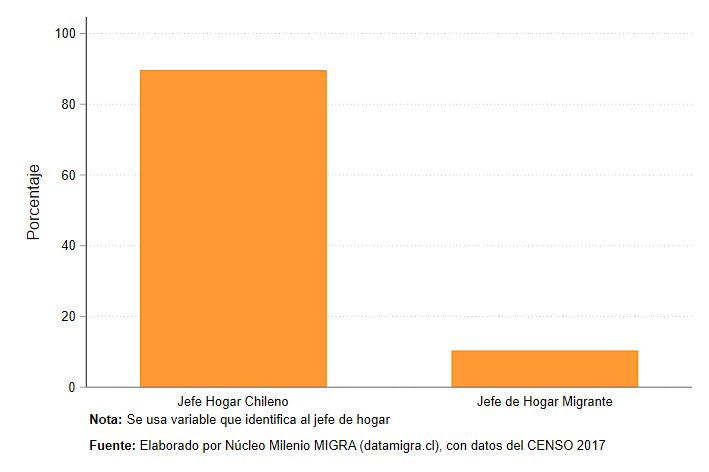 100
80
60
40
20
0
Porcentaje
Jefe Hogar Chileno
Jefe de Hogar Migrante
Nota: Se usa variable que identifica al jefe de hogar
Fuente: Elaborado por Núcleo Milenio MIGRA (datamigra.cl), con datos del CENSO 2017